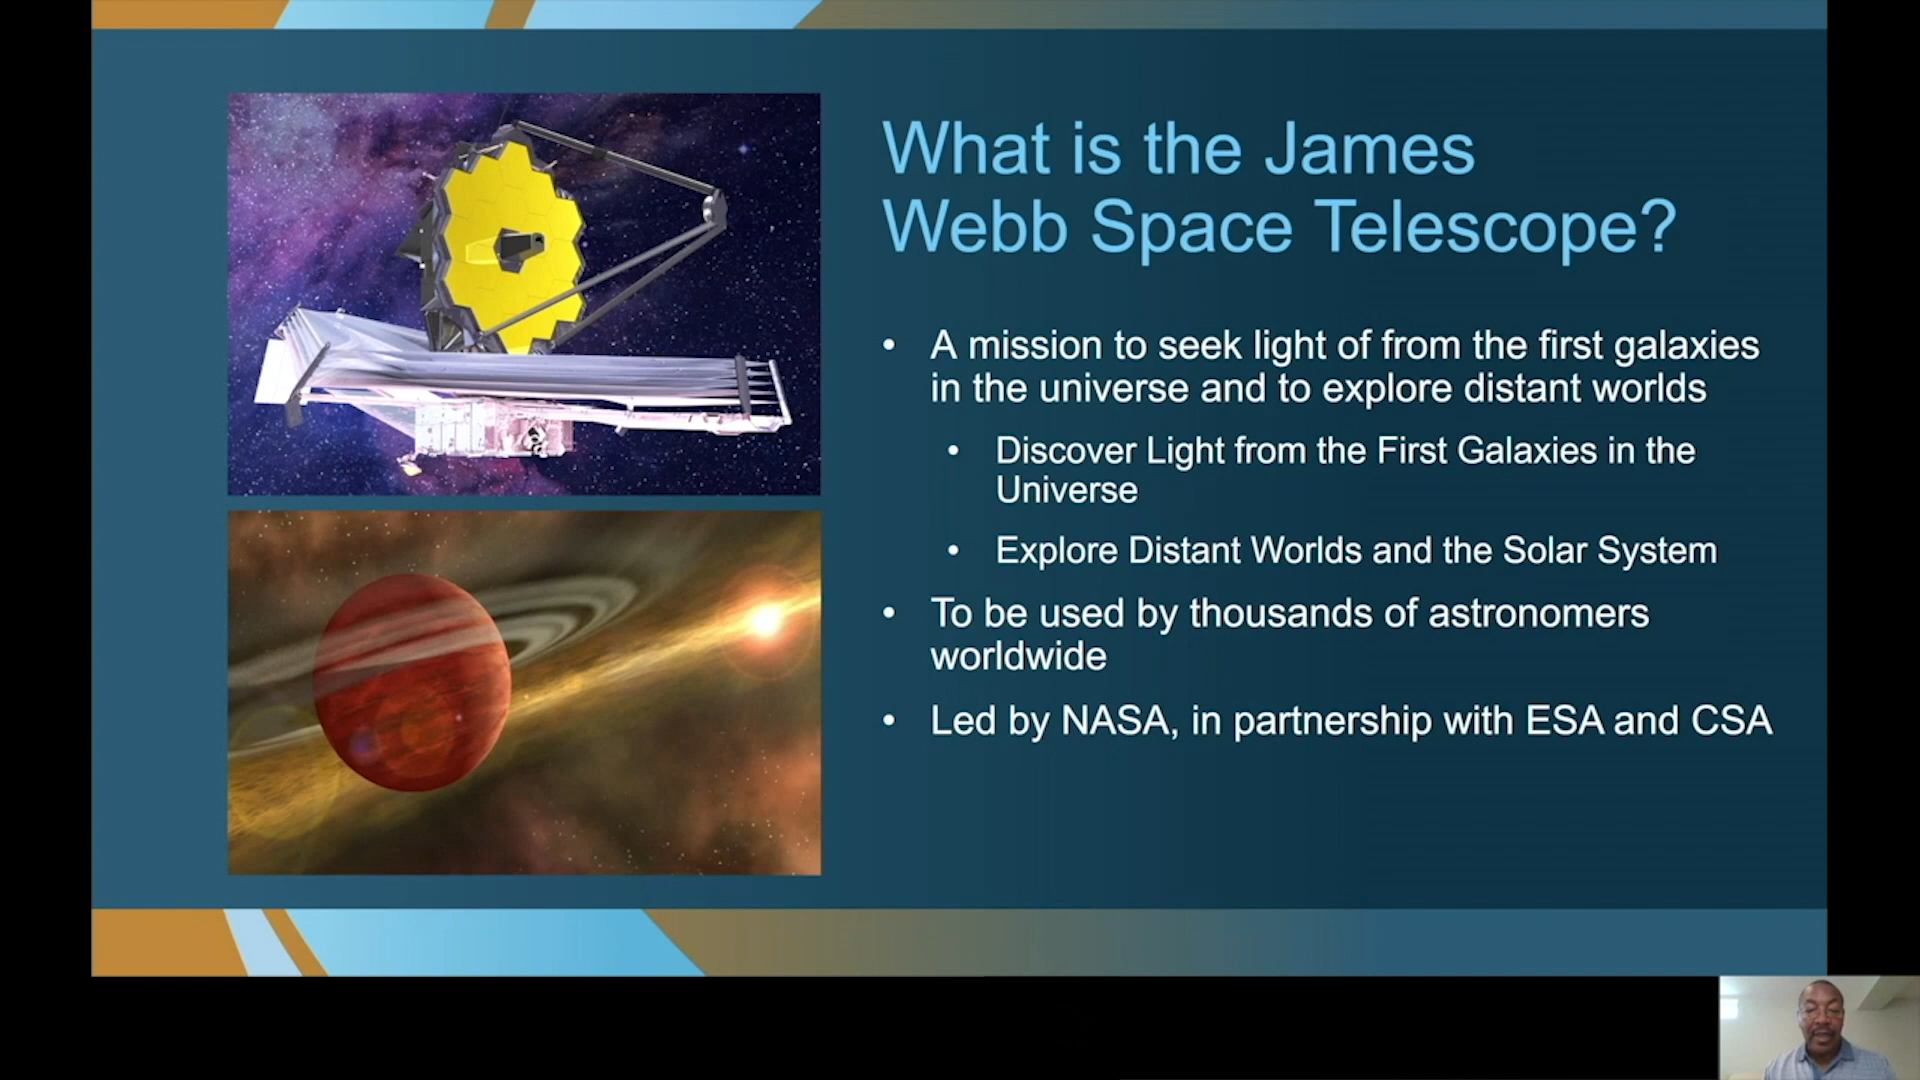 What is the James
Webb Space Telescope?
• A mission to seek light of from the first galaxies
in the universe and to explore distant worlds
• Discover Light from the First Galaxies in the
Universe
• Explore Distant Worlds and the Solar System
• To be used by thousands of astronomers
worldwide
• Led by NASA, in partnership with ESA and CSA